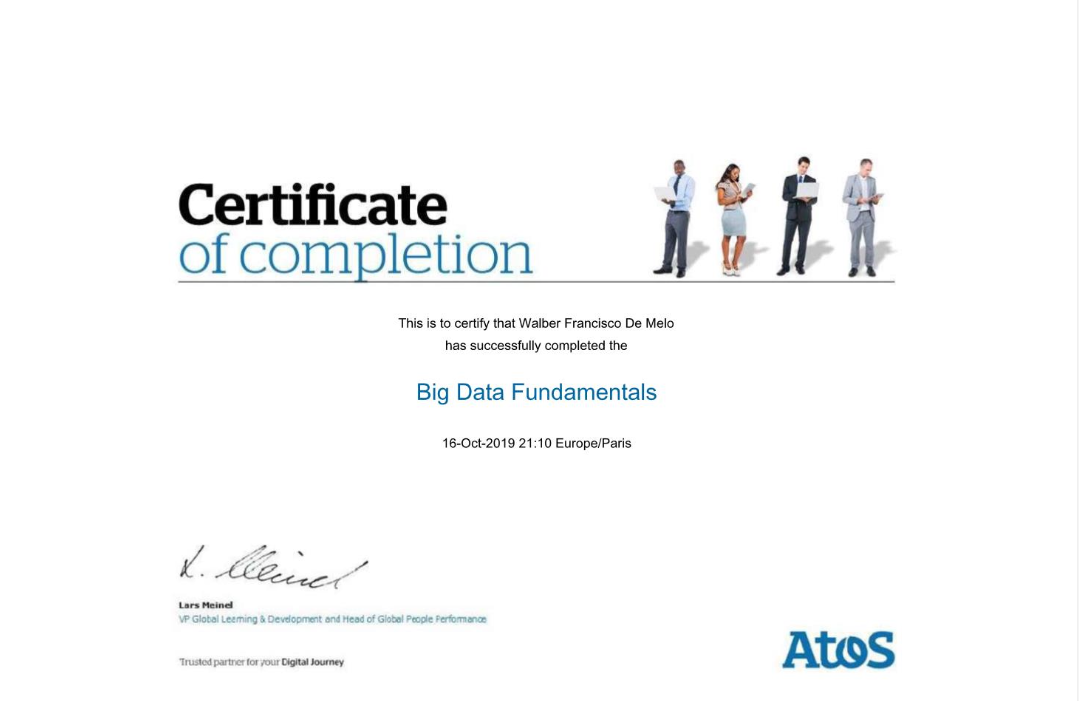 Certificate
of completion
This is to certify that Walber Francisco De Melo
has successfully completed the
Big Data Fundamentals
16-Oct-2019 21:10 Europe/Paris
L. Meinel
Lars Meinel
VP Global Learning & Development and Head of Global People Performance
Trusted partner for your Digital Journey
Atos